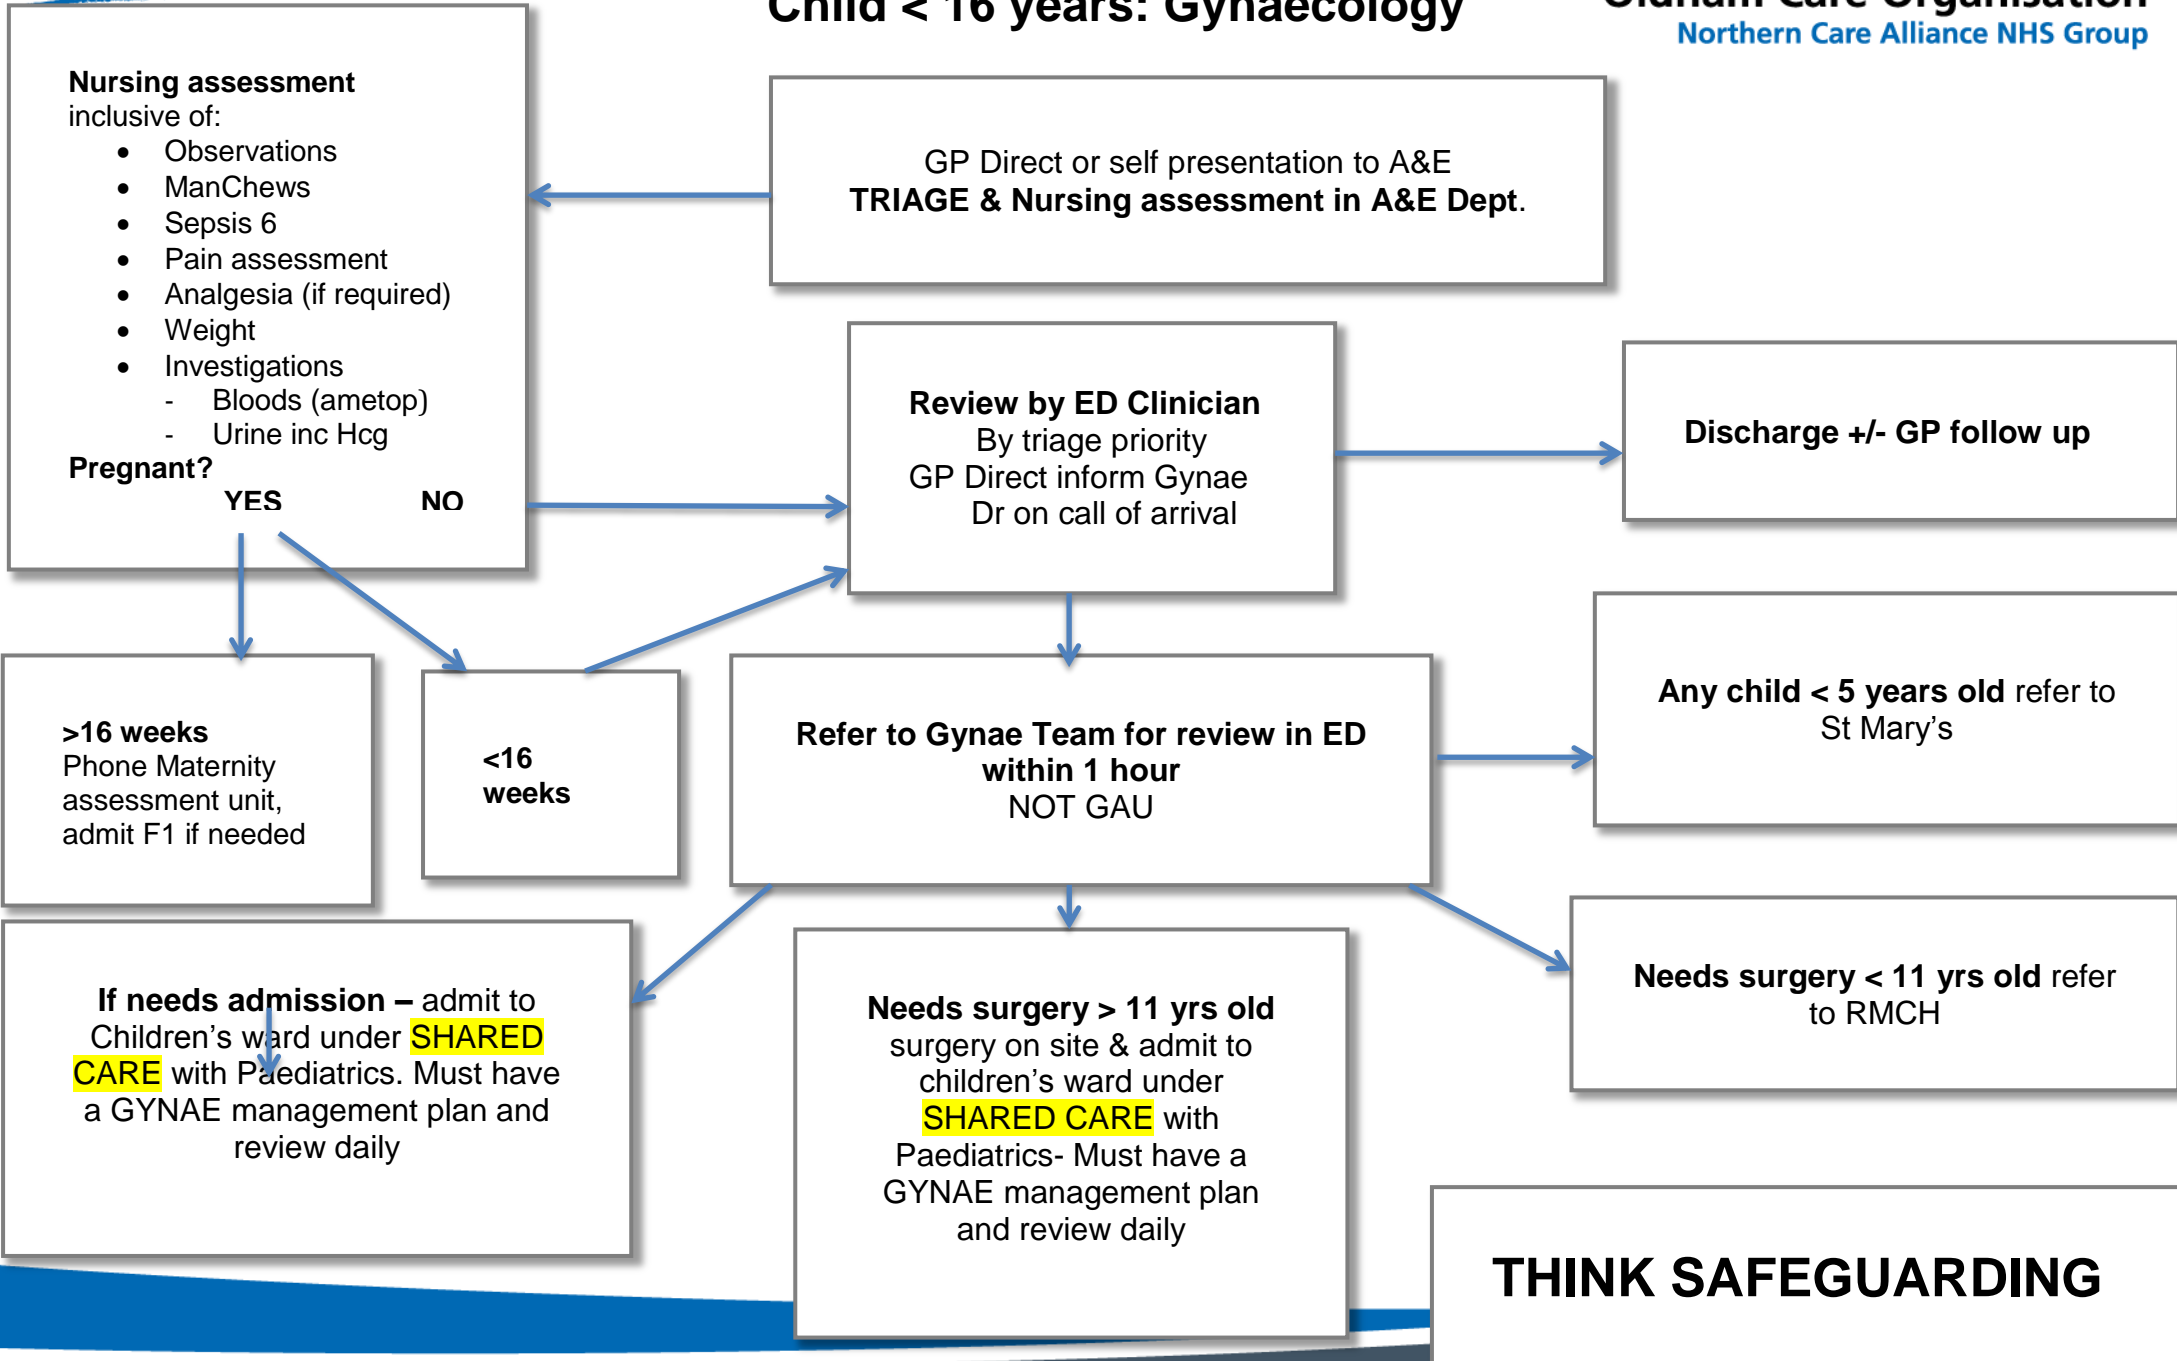 Child < 16 years: Gynaecology
Oldham Care Organisation
Northern Care Alliance NHS Group
Nursing assessment
inclusive of:
• Observations
• ManChews
• Sepsis 6
• Pain assessment
• Analgesia (if required)
• Weight
• Investigations
- Bloods (ametop)
- Urine inc Hcg
Pregnant?
YES NO
GP Direct or self presentation to A&E
TRIAGE & Nursing assessment in A&E Dept.
Review by ED Clinician
By triage priority
GP Direct inform Gynae
Dr on call of arrival
Discharge +/- GP follow up
>16 weeks
Phone Maternity
assessment unit,
admit F1 if needed
<16
weeks
Refer to Gynae Team for review in ED
within 1 hour
NOT GAU
Any child < 5 years old refer to
St Mary’s
If needs admission – admit to
Children’s ward under SHARED
CARE with Paediatrics. Must have
a GYNAE management plan and
review daily
Needs surgery > 11 yrs old
surgery on site & admit to
children’s ward under
SHARED CARE with
Paediatrics- Must have a
GYNAE management plan
and review daily
Needs surgery < 11 yrs old refer
to RMCH
THINK SAFEGUARDING